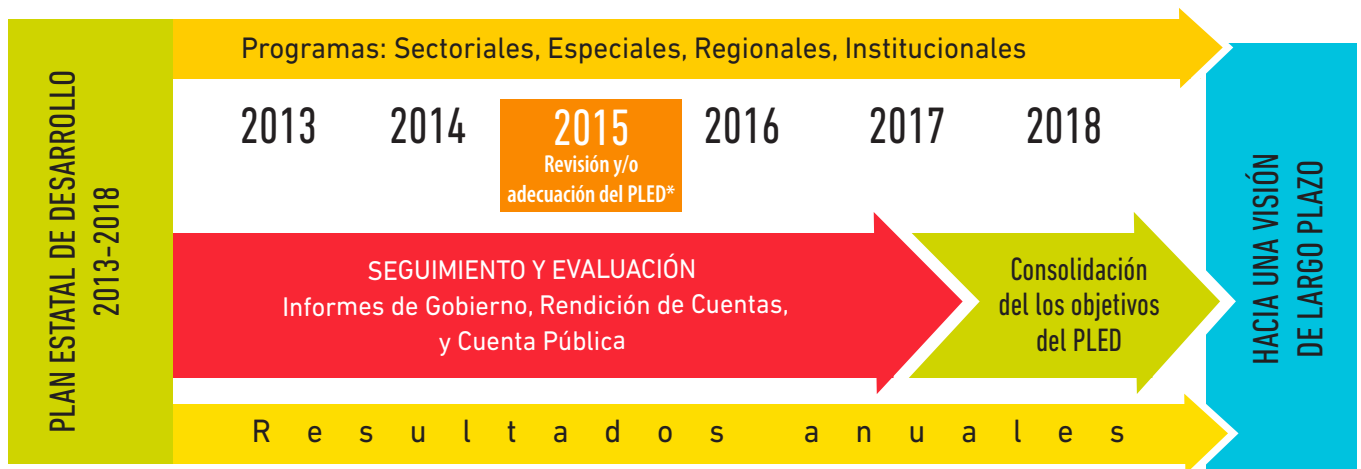 PLAN ESTATAL DE DESARROLLO
2013-2018
Programas: Sectoriales, Especiales, Regionales, Institucionales
2013 2014 2015 2016 2017 2018
Revisión y/o
adecuación del PLED*
SEGUIMIENTO Y EVALUACIÓN
Informes de Gobierno, Rendición de Cuentas,
y Cuenta Pública
Consolidación
del los objetivos
del PLED
Resultados anuales
HACIA UNA VISIÓN
DE LARGO PLAZO